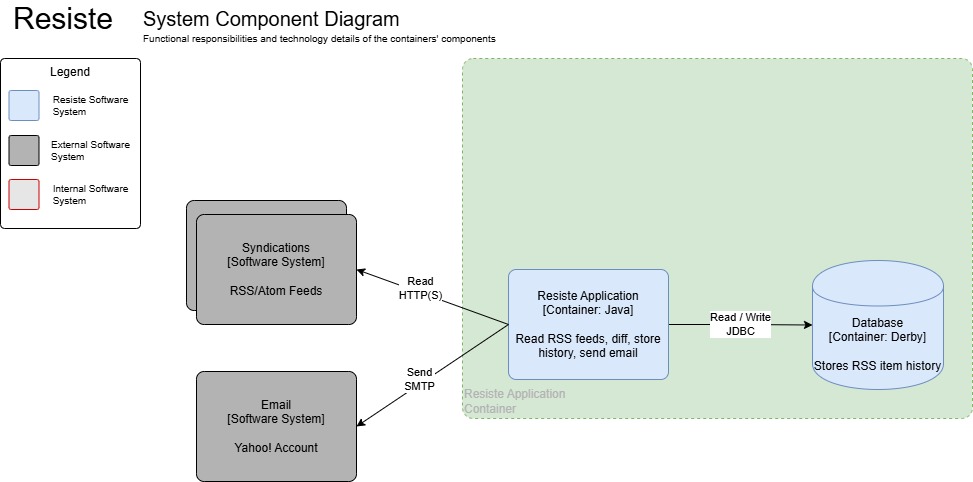 Resiste
System Component Diagram
Functional responsibilities and technology details of the containers' components
Legend
Resiste Software
System
External Software
System
Internal Software
System
Syndications
[Software System]
RSS/Atom Feeds
Read
HTTP(S)
Resiste Application
[Container: Java]
Read RSS feeds, diff, store
history, send email
Read / Write
JDBC
Database
[Container: Derby]
Stores RSS item history
Send
SMTP
Resiste Application
Container
Email
[Software System]
Yahoo! Account